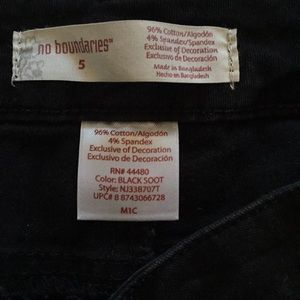 no boundaries™
5
96% Cotton/Algodón
4% Spandex
Exclusive of Decoration
Exclusivo de Decoración
Made in Bangladesh
Hecho en Bangladesh
96% Cotton/Algodón
4% Spandex
Exclusive of Decoration
Exclusivo de Decoración
RN# 44480
Color: BLACK SOOT
Style: NJ338707T
UPC# 8 8743066728
M1C